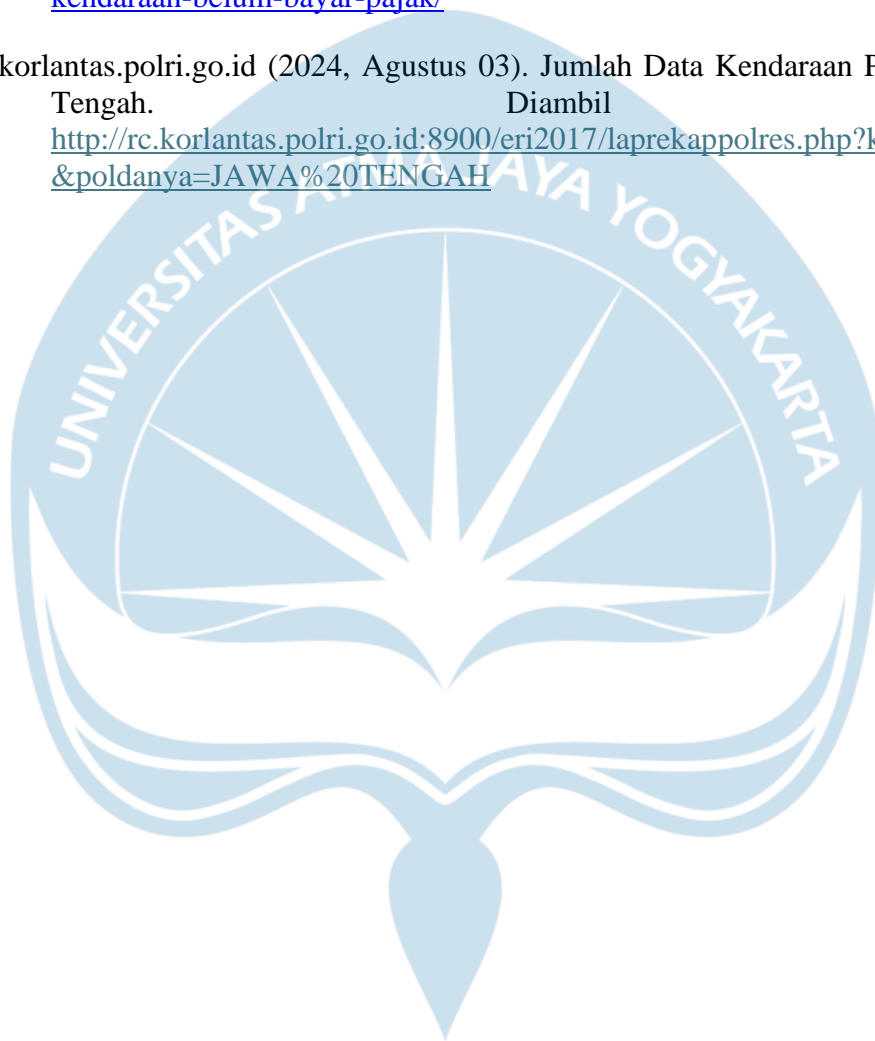 kendaraan-belum-bayar-pajak/
korlantas.polri.go.id (2024, Agustus 03). Jumlah Data Kendaraan P
Tengah. Diambil
http://rc.korlantas.polri.go.id:8900/eri2017/laprekappolres.php?k
&poldanya=JAWA%20TENGAH
UNIVERSITAS ATMA JAYA YOGYAKARTA